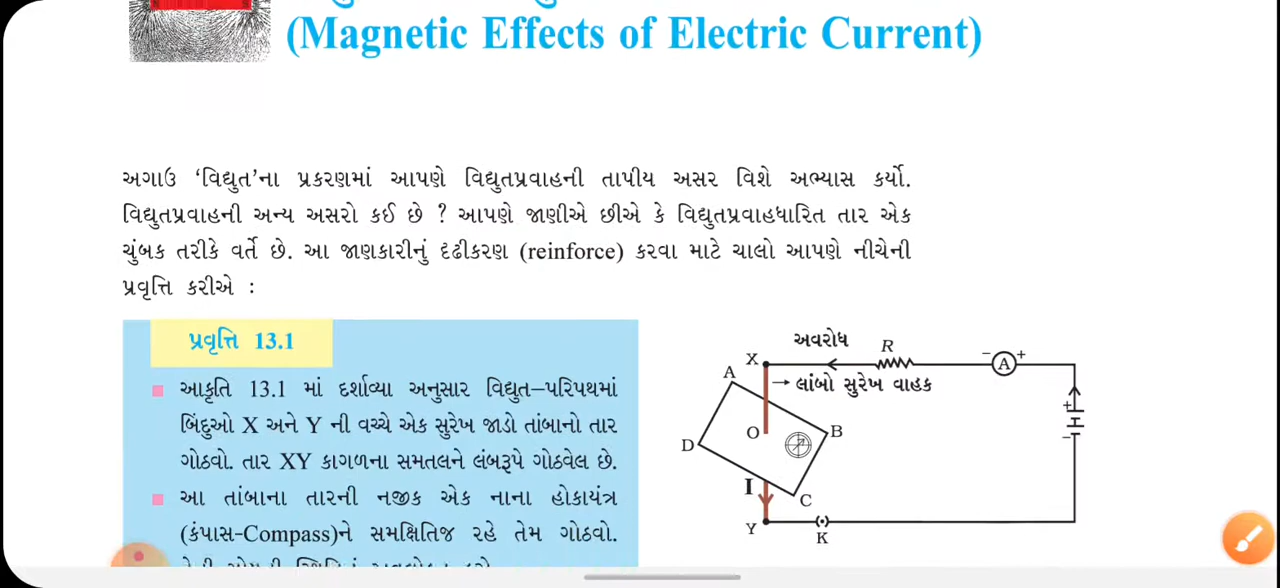 (Magnetic Effects of Electric Current)
અગાઉ ‘વિદ્યુત’ના પ્રકરણમાં આપણે વિદ્યુતપ્રવાહની તાપીય અસર વિશે અભ્યાસ કર્યો.
વિદ્યુતપ્રવાહની અન્ય અસરો કઈ છે ? આપણે જાણીએ છીએ કે વિદ્યુતપ્રવાહધારિત તાર એક
ચુંબક તરીકે વર્તે છે. આ જાણકારીનું દૃઢીકરણ (reinforce) કરવા માટે ચાલો આપણે નીચેની
પ્રવૃત્તિ કરીએ :
પ્રવૃત્તિ 13.1
આકૃતિ 13.1 માં દર્શાવ્યા અનુસાર વિદ્યુત–પરિપથમાં
બિંદુઓ X અને Y ની વચ્ચે એક સુરેખ જાડો તાંબાનો તાર
ગોઠવો. તાર XY કાગળના સમતલને લંબરૂપે ગોઠવેલ છે.
આ તાંબાના તારની નજીક એક નાના હોકાયંત્ર
(કંપાસ-Compass)ને સમક્ષિતિજ રહે તેમ ગોઠવો.
અવરોધ
R
X
− A +
A
→ લાંબો સુરેખ વાહક
+
−
O
B
D
I
C
Y
K